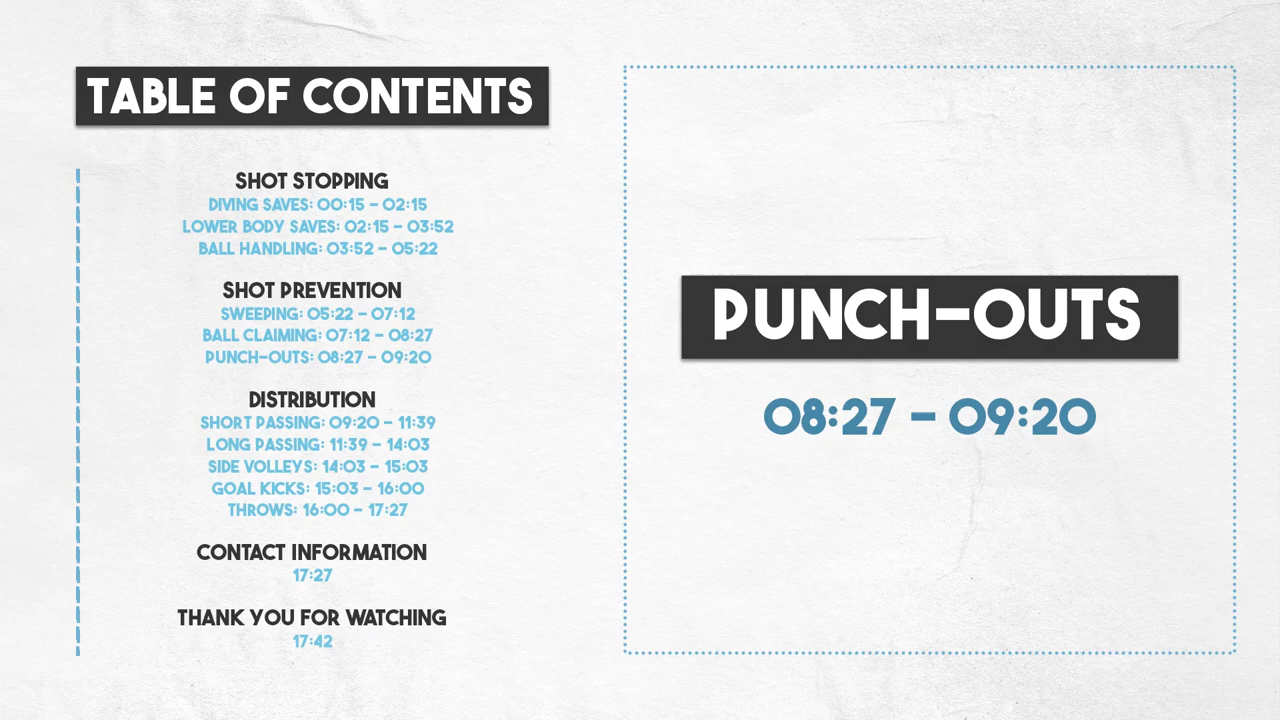 TABLE OF CONTENTS
SHOT STOPPING
DIVING SAVES: 00:15 - 02:15
LOWER BODY SAVES: 02:15 - 03:52
BALL HANDLING: 03:52 - 05:22
SHOT PREVENTION
SWEEPING: 05:22 - 07:12
BALL CLAIMING: 07:12 - 08:27
PUNCH-OUTS: 08:27 - 09:20
DISTRIBUTION
SHORT PASSING: 09:20 - 11:39
LONG PASSING: 11:39 - 14:03
SIDE VOLLEYS: 14:03 - 15:03
GOAL KICKS: 15:03 - 16:00
THROWS: 16:00 - 17:27
CONTACT INFORMATION
17:27
THANK YOU FOR WATCHING
17:42
PUNCH-OUTS
08:27 - 09:20